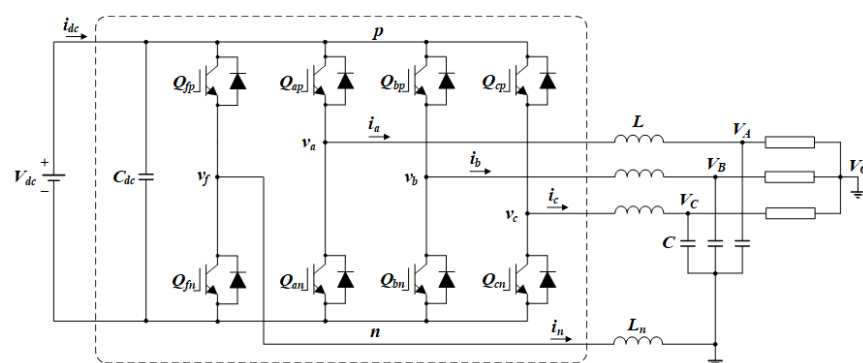 i_dc
p
Q_fp
Q_ap
Q_bp
Q_cp
L
V_A
i_a
v_a
V_dc
+
−
C_dc
v_f
i_b
v_b
V_B
i_c
v_c
V_C
C
Q_fn
Q_an
Q_bn
Q_cn
n
i_n
L_n